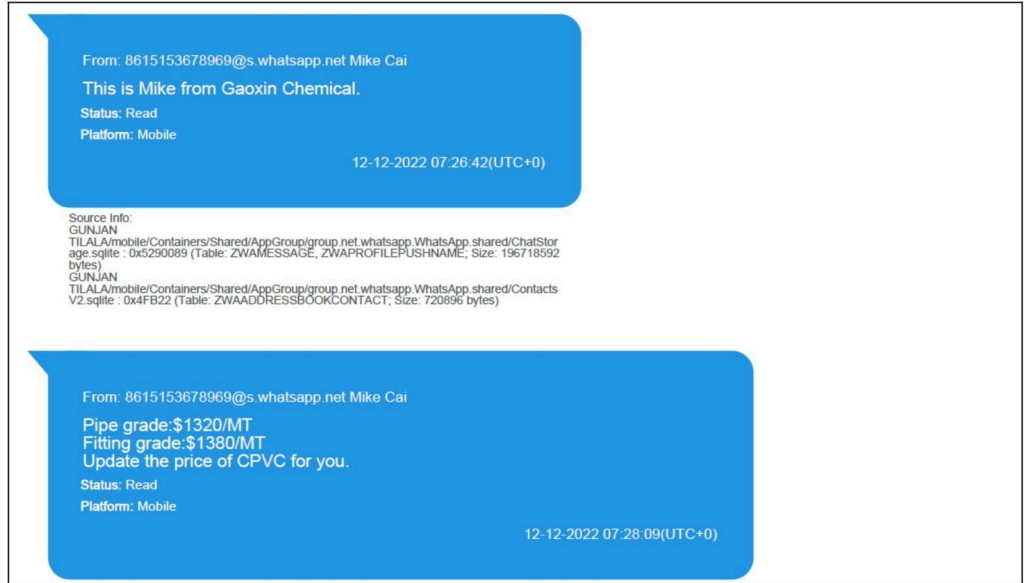 From: 8615153678969@s.whatsapp.net Mike Cai
This is Mike from Gaoxin Chemical.
Status: Read
Platform: Mobile
12-12-2022 07:26:42(UTC+0)
Source Info:
GUNJAN
TILALA/mobile/Containers/Shared/AppGroup/group.net.whatsapp.WhatsApp.shared/ChatStor
age.sqlite : 0x5290089 (Table: ZWAMESSAGE, ZWAPROFILEPUSHNAME; Size: 196718592
bytes)
GUNJAN
TILALA/mobile/Containers/Shared/AppGroup/group.net.whatsapp.WhatsApp.shared/Contacts
V2.sqlite : 0x4FB22 (Table: ZWAADDRESSBOOKCONTACT; Size: 720896 bytes)
From: 8615153678969@s.whatsapp.net Mike Cai
Pipe grade:$1320/MT
Fitting grade:$1380/MT
Update the price of CPVC for you.
Status: Read
Platform: Mobile
12-12-2022 07:28:09(UTC+0)